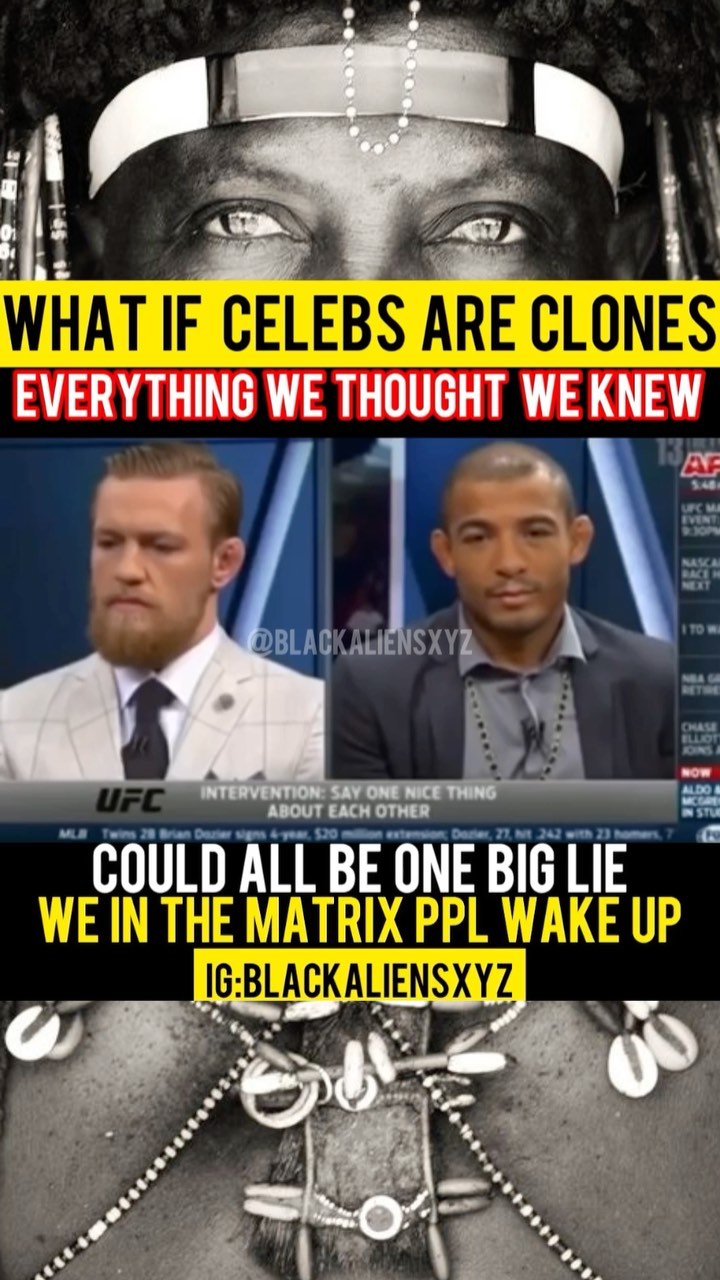 WHAT IF CELEBS ARE CLONES
EVERYTHING WE THOUGHT WE KNEW
AF
5:48
UFC MA
EVENT
9:30PM
NASCA
RACE H
NEXT
1 TO W
NBA G
RETIRE
CHASE
ELLIOT
JOINS A
NOW
ALDO &
MCGRE
IN STU
@BLACKALIENSXYZ
UFC
INTERVENTION: SAY ONE NICE THING
ABOUT EACH OTHER
MLB Twins 2B Brian Dozier signs 4-year, $20 million extension; Dozier, 27, hit .242 with 23 homers, 7
COULD ALL BE ONE BIG LIE
WE IN THE MATRIX PPL WAKE UP
IG:BLACKALIENSXYZ